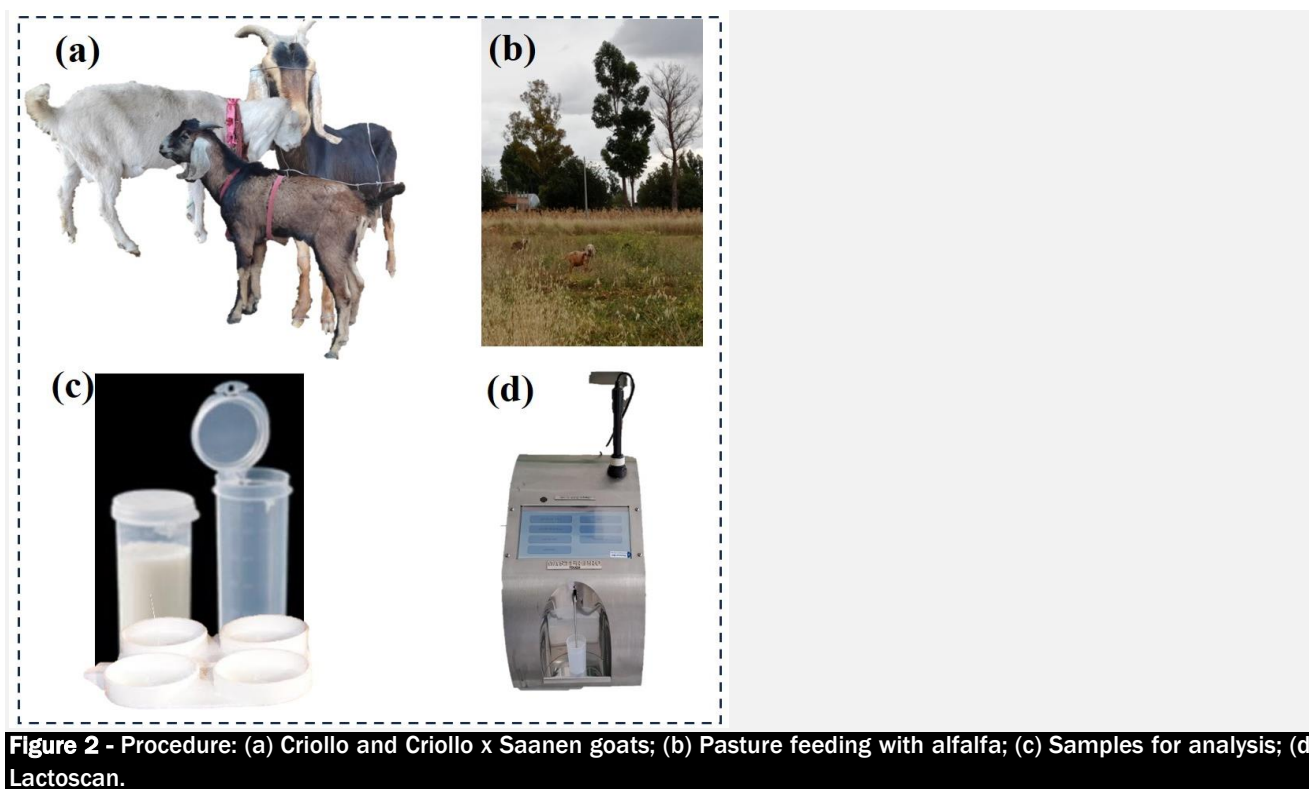 (a)
(b)
(c)
(d)
Figure 2 - Procedure: (a) Criollo and Criollo x Saanen goats; (b) Pasture feeding with alfalfa; (c) Samples for analysis; (d
Lactoscan.